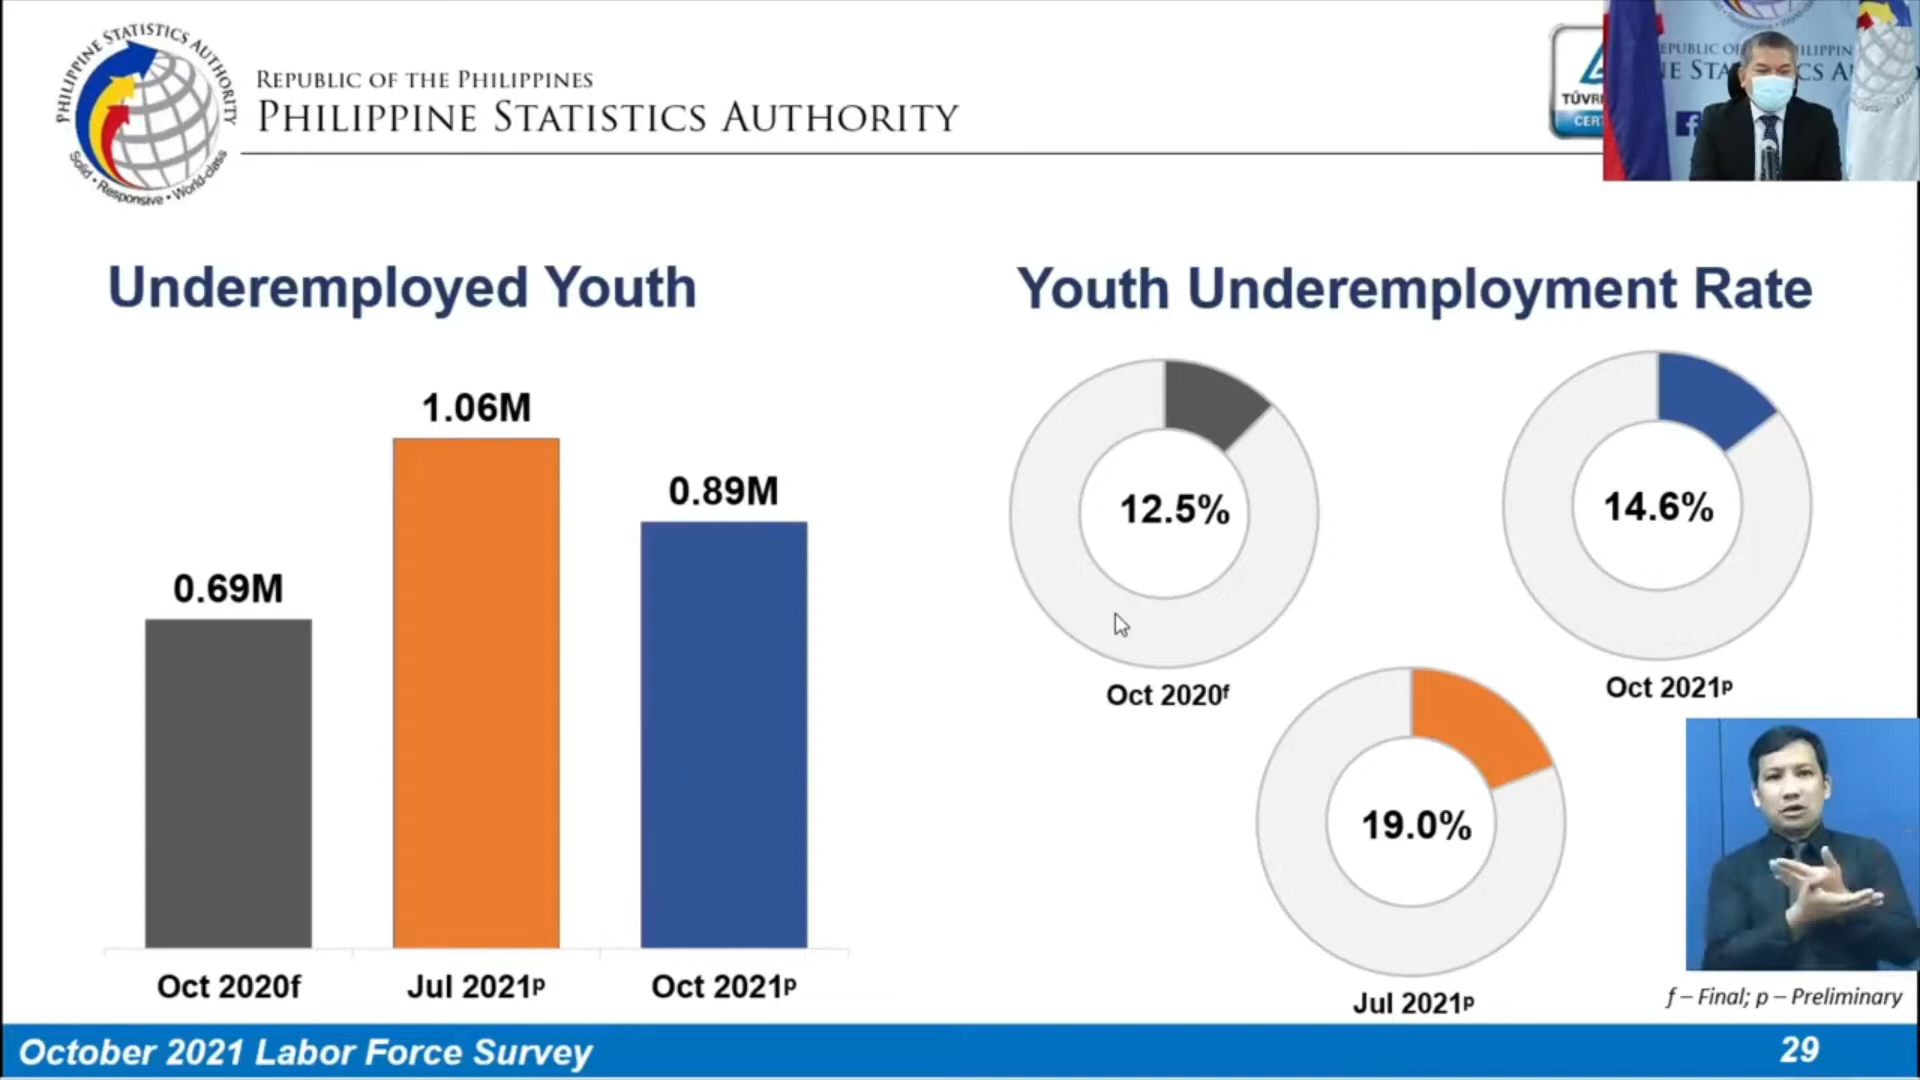 PHILIPPINE STATISTICS AUTHORITY
Solid • Responsive • World-class
REPUBLIC OF THE PHILIPPINES
PHILIPPINE STATISTICS AUTHORITY
Underemployed Youth
1.06M
0.89M
0.69M
Oct 2020f
Jul 2021p
Oct 2021p
Youth Underemployment Rate
12.5%
Oct 2020f
14.6%
Oct 2021p
19.0%
Jul 2021p
f – Final; p – Preliminary
October 2021 Labor Force Survey
29